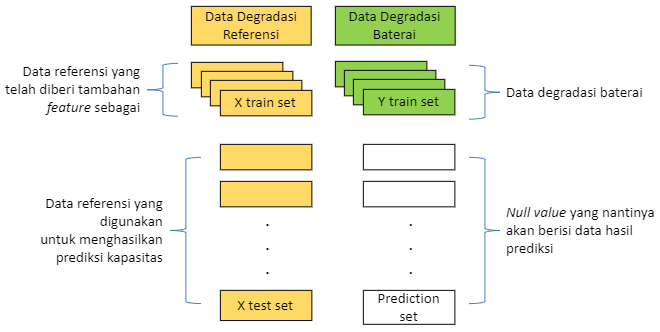 Data Degradasi
Referensi
Data Degradasi
Baterai
Data referensi yang
telah diberi tambahan
feature sebagai
X train set
Y train set
Data degradasi baterai
Data referensi yang
digunakan
untuk menghasilkan
prediksi kapasitas
Null value yang nantinya
akan berisi data hasil
prediksi
X test set
Prediction
set